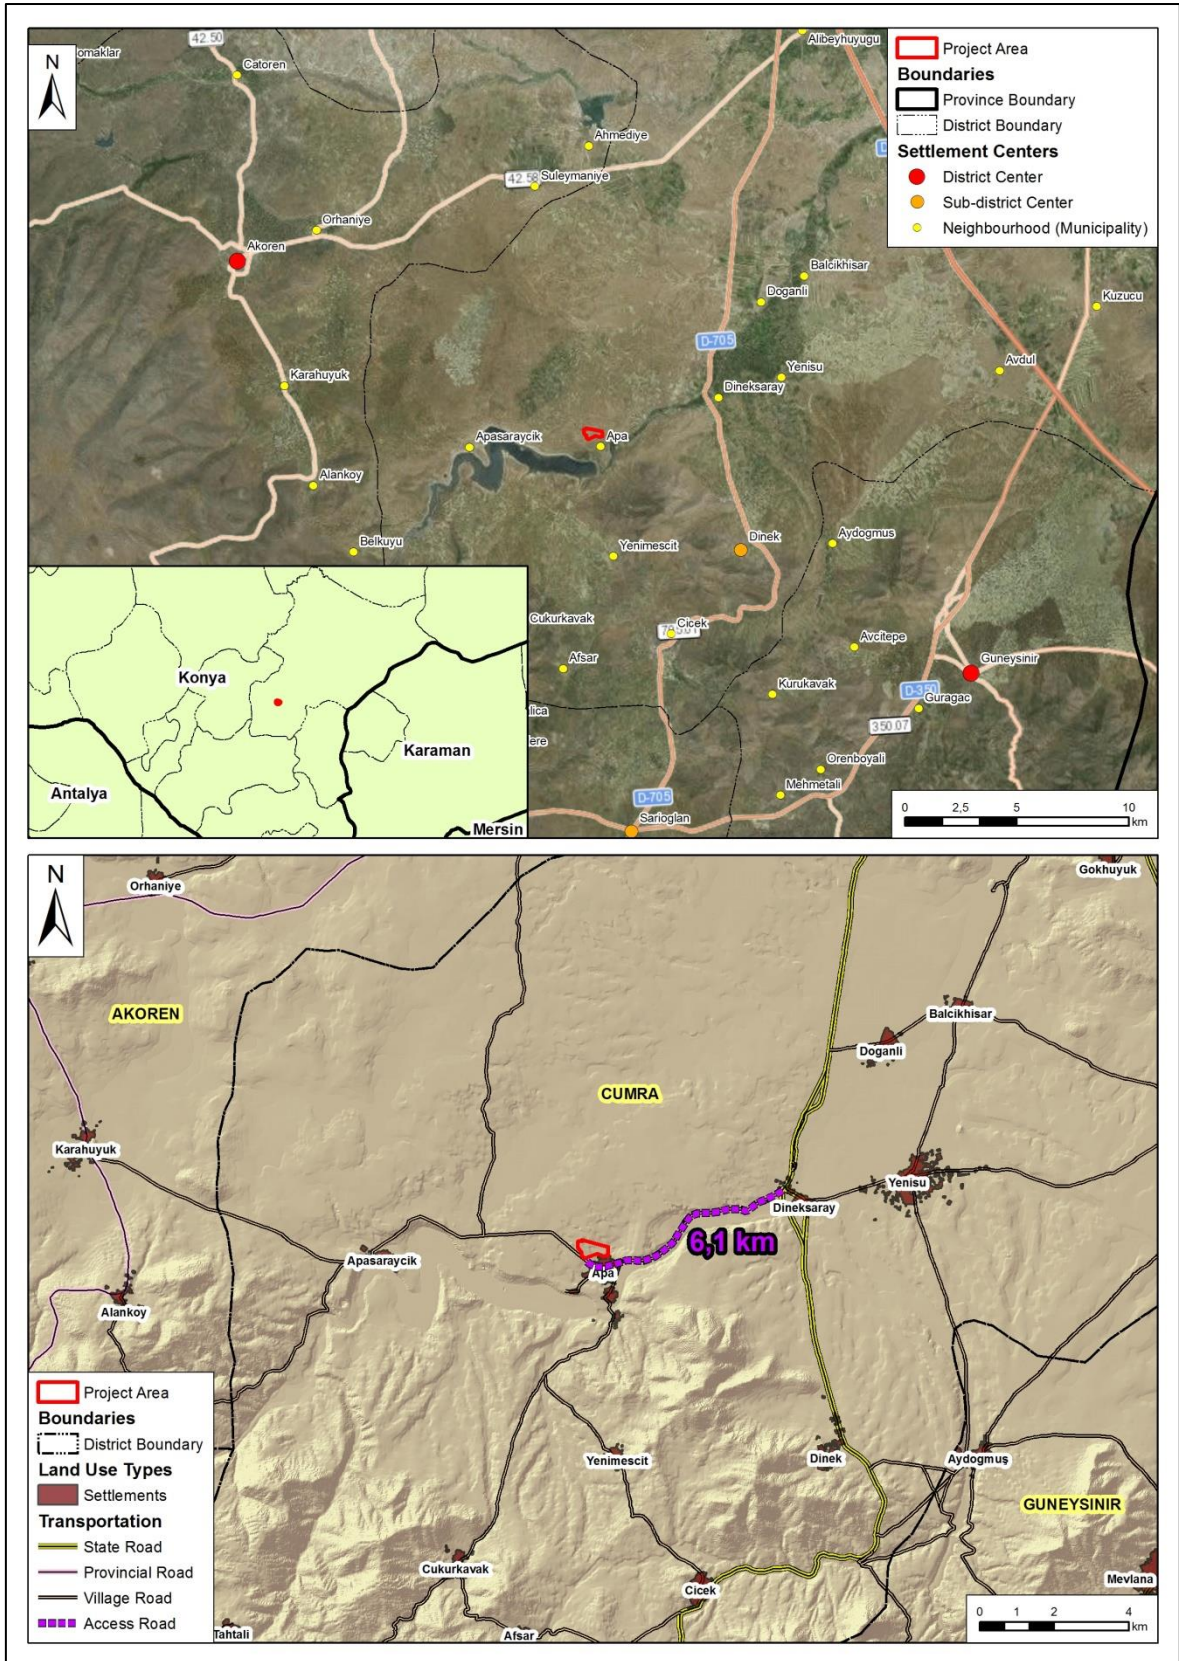 N
42.50
omaklar
Catoren
Alibeyhuyugu
Ahmediye
42.58
Suleymaniye
Orhaniye
Akoren
D
Balcikhisar
Doganli
Kuzucu
D-705
Avdul
Karahuyuk
Yenisu
Dineksaray
Apasaraycik
Apa
Alankoy
Belkuyu
Yenimescit
Dinek
Aydogmus
Cukurkavak
Cicek
Afsar
Avcitepe
Guneysinir
Kurukavak
D-350
Guragac
lica
350.07
ere
Orenboyali
Mehmetali
D-705
Sarioglan
Project Area
Boundaries
Province Boundary
District Boundary
Settlement Centers
District Center
Sub-district Center
Neighbourhood (Municipality)
Konya
Karaman
Antalya
Mersin
0 2,5 5 10
km
N
Orhaniye
Gokhuyuk
AKOREN
Balcikhisar
Doganli
CUMRA
Karahuyuk
Yenisu
Dineksaray
6,1 km
Apasaraycik
Apa
Alankoy
Yenimescit
Dinek
Aydogmuş
GUNEYSINIR
Cukurkavak
Cicek
Mevlana
Tahtali
Afsar
Project Area
Boundaries
District Boundary
Land Use Types
Settlements
Transportation
State Road
Provincial Road
Village Road
Access Road
0 1 2 4
km